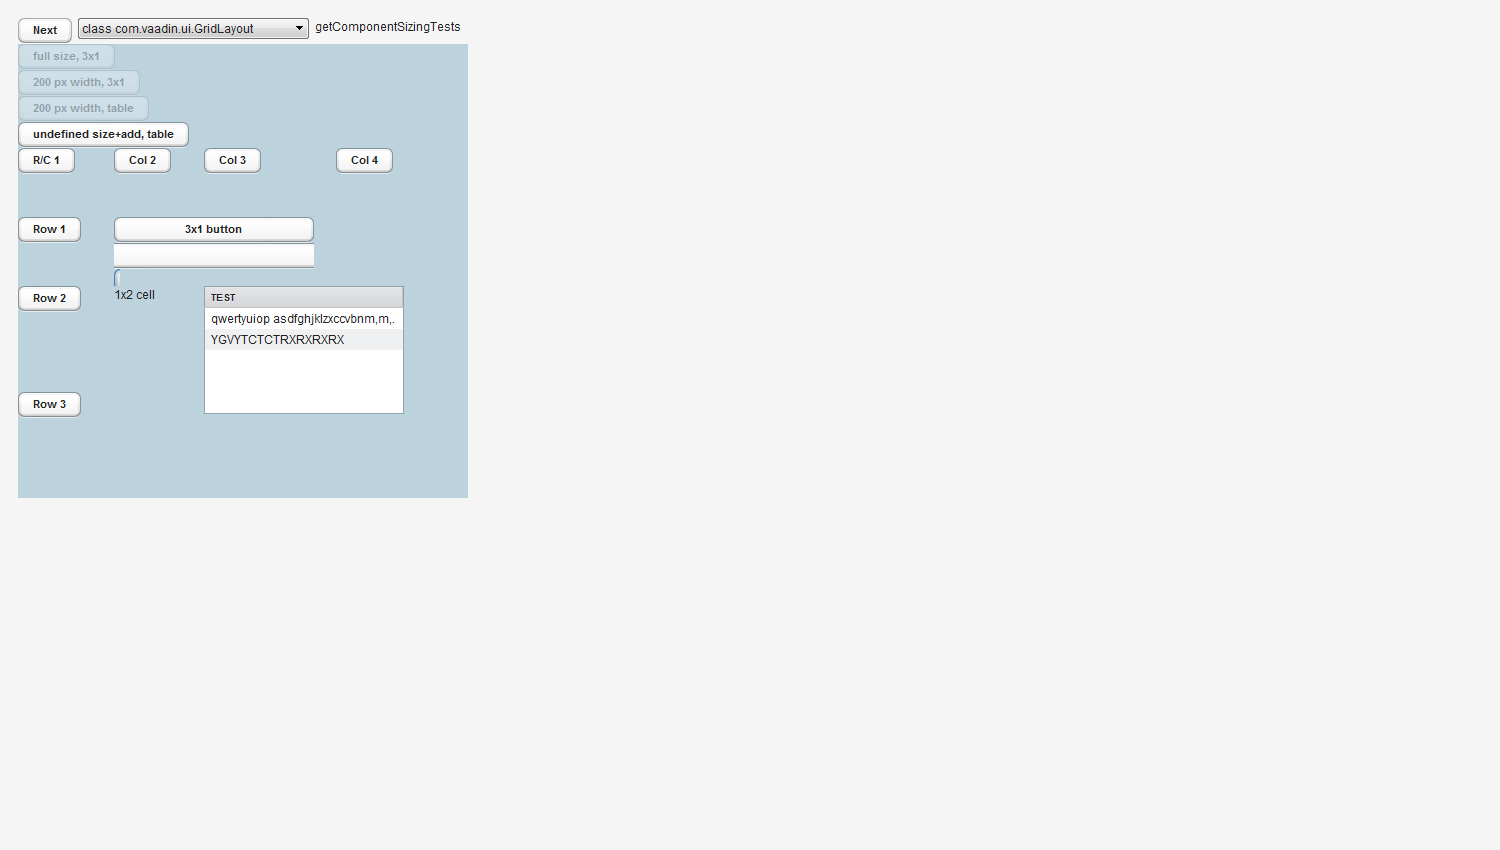 Next class com.vaadin.ui.GridLayout getComponentSizingTests
full size, 3x1
200 px width, 3x1
200 px width, table
undefined size+add, table
R/C 1 Col 2 Col 3 Col 4
Row 1 3x1 button
Row 2 1x2 cell TEST
qwertyuiop asdfghjklzxccvbnm,m,.
YGVYTCTCTRXRXRXRX
Row 3